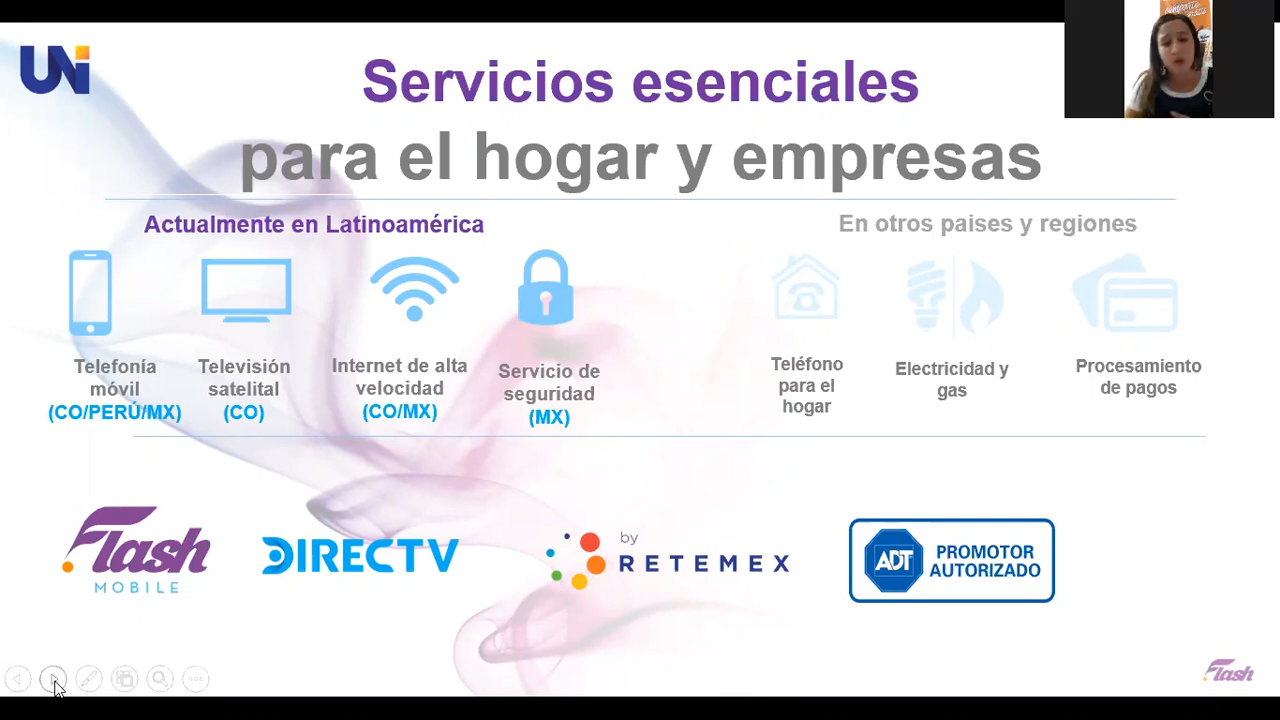 UNi
Servicios esenciales
para el hogar y empresas
Actualmente en Latinoamérica
En otros paises y regiones
Telefonía
móvil
(CO/PERÚ/MX)
Televisión
satelital
(CO)
Internet de alta
velocidad
(CO/MX)
Servicio de
seguridad
(MX)
Teléfono
para el
hogar
Electricidad y
gas
Procesamiento
de pagos
Flash
MOBILE
DIRECTV
by
RETEMEX
ADT
PROMOTOR
AUTORIZADO
Flash